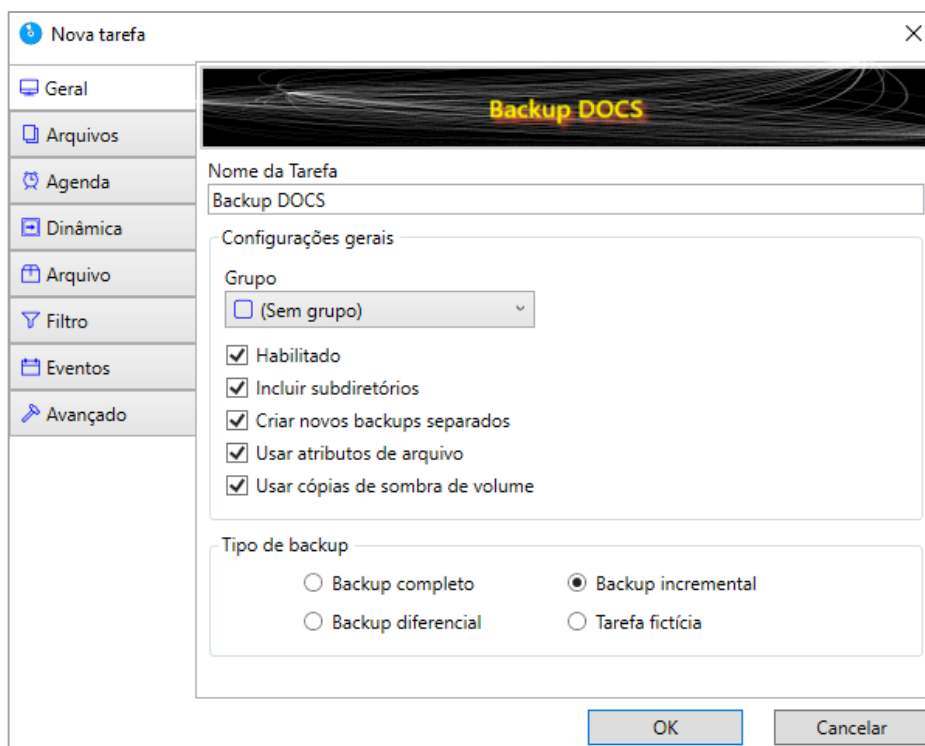 Nova tarefa
Geral
Arquivos
Agenda
Dinâmica
Arquivo
Filtro
Eventos
Avançado
Backup DOCS
Nome da Tarefa
Backup DOCS
Configurações gerais
Grupo
(Sem grupo)
Habilitado
Incluir subdiretórios
Criar novos backups separados
Usar atributos de arquivo
Usar cópias de sombra de volume
Tipo de backup
Backup completo Backup incremental
Backup diferencial Tarefa fictícia
OK Cancelar